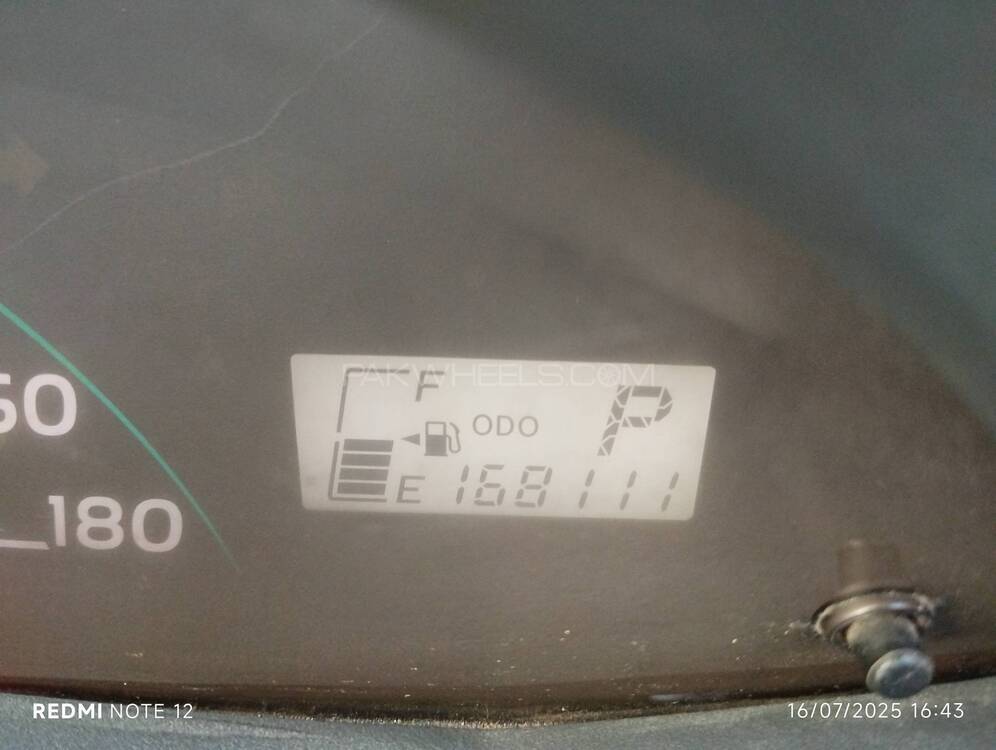 PAKWHEELS.COM
F
P
ODO
E 168111
60
180
REDMI NOTE 12
16/07/2025 16:43